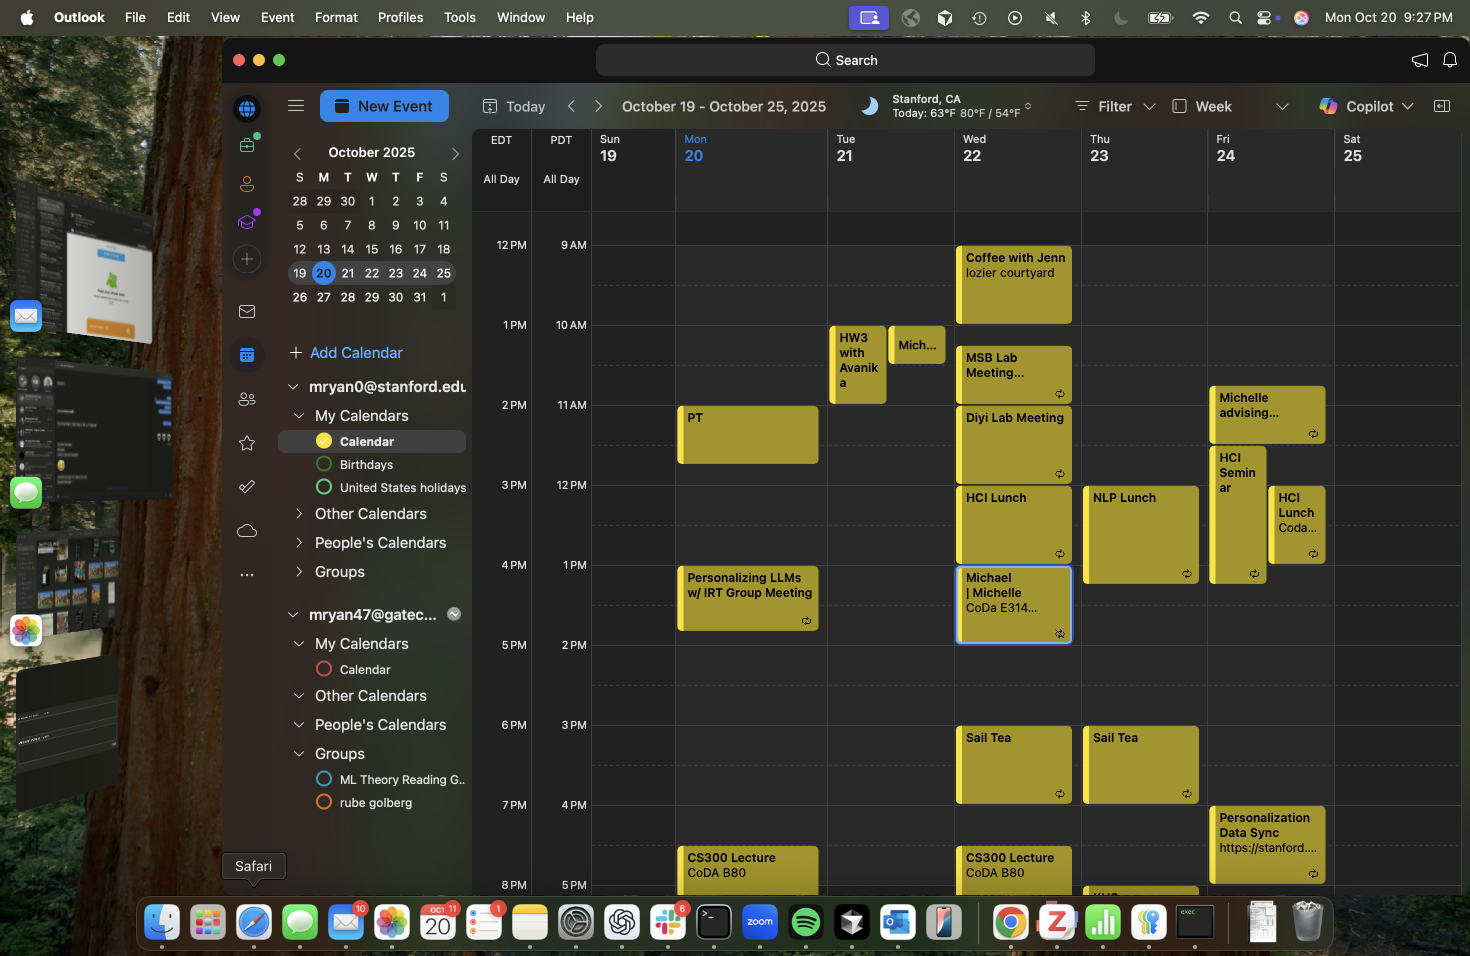 Outlook File Edit View Event Format Profiles Tools Window Help
Mon Oct 20 9:27 PM
Search
New Event
Today
October 19 - October 25, 2025
Stanford, CA
Today: 63°F 80°F / 54°F
Filter
Week
Copilot
October 2025
S M T W T F S
28 29 30 1 2 3 4
5 6 7 8 9 10 11
12 13 14 15 16 17 18
19 20 21 22 23 24 25
26 27 28 29 30 31 1
Add Calendar
mryan0@stanford.edu
My Calendars
Calendar
Birthdays
United States holidays
Other Calendars
People's Calendars
Groups
mryan47@gatec...
My Calendars
Calendar
Other Calendars
People's Calendars
Groups
ML Theory Reading G...
rube golberg
EDT PDT
All Day All Day
Sun
19
Mon
20
Tue
21
Wed
22
Thu
23
Fri
24
Sat
25
12 PM 9 AM
1 PM 10 AM
2 PM 11 AM
3 PM 12 PM
4 PM 1 PM
5 PM 2 PM
6 PM 3 PM
7 PM 4 PM
8 PM 5 PM
PT
Personalizing LLMs
w/ IRT Group Meeting
CS300 Lecture
CoDA B80
HW3
with
Avanik
a
Mich...
Coffee with Jenn
lozier courtyard
MSB Lab
Meeting...
Diyi Lab Meeting
HCI Lunch
Michael
| Michelle
CoDa E314...
Sail Tea
CS300 Lecture
CoDA B80
NLP Lunch
Sail Tea
Michelle
advising...
HCI
Semin
ar
HCI
Lunch
Coda...
Personalization
Data Sync
https://stanford....
Safari
10
OCT 11
20
1
6
zoom
exec